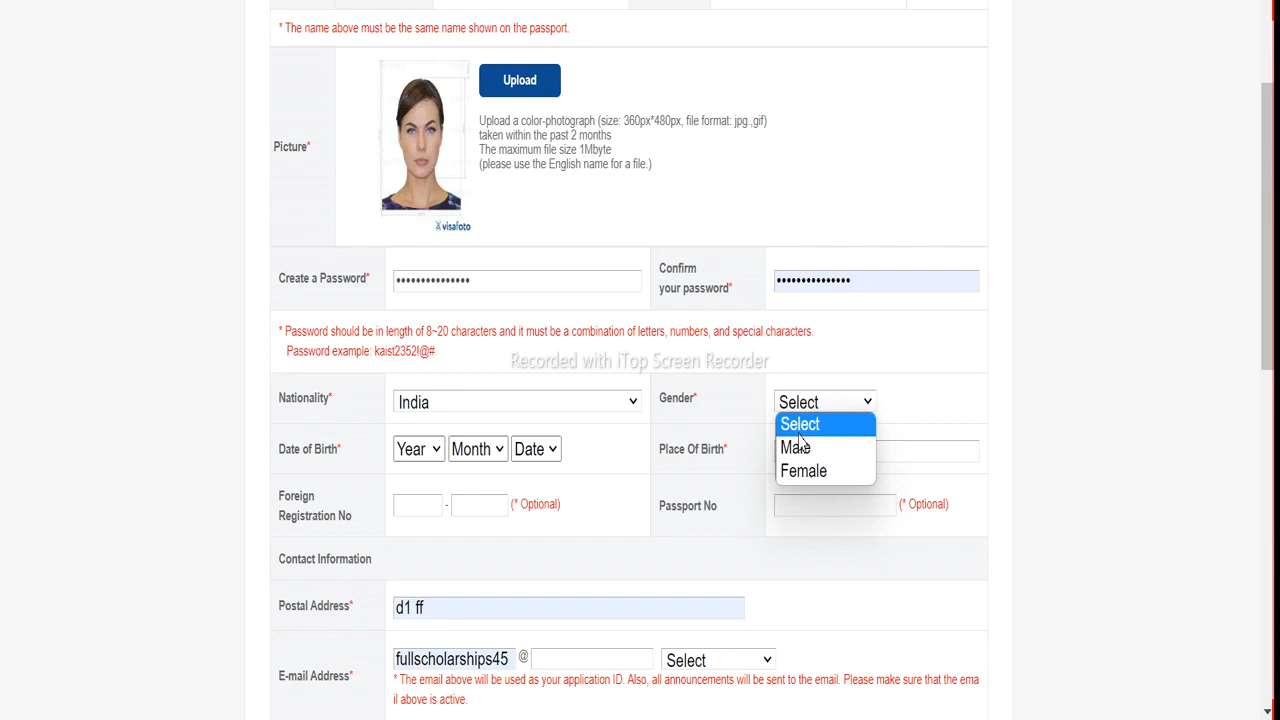 * The name above must be the same name shown on the passport.
Picture*
Upload
Upload a color-photograph (size: 360px*480px, file format: jpg.,gif)
taken within the past 2 months
The maximum file size 1Mbyte
(please use the English name for a file.)
visafoto
Create a Password*
•••••••••••••••
Confirm
your password*
•••••••••••••••
* Password should be in length of 8~20 characters and it must be a combination of letters, numbers, and special characters.
Password example: kaist2352!@#
Recorded with iTop Screen Recorder
Nationality*
India
Gender*
Select
Select
Male
Female
Date of Birth*
Year
Month
Date
Place Of Birth*
Foreign
Registration No
- (* Optional)
Passport No
(* Optional)
Contact Information
Postal Address*
d1 ff
E-mail Address*
fullscholarships45 @
Select
* The email above will be used as your application ID. Also, all announcements will be sent to the email. Please make sure that the ema
il above is active.